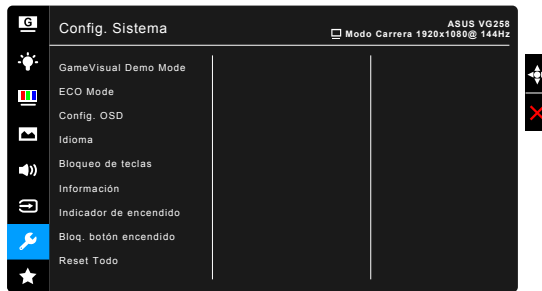 G
Config. Sistema
ASUS VG258
Modo Carrera 1920x1080@ 144Hz
GameVisual Demo Mode
ECO Mode
Config. OSD
Idioma
Bloqueo de teclas
Información
Indicador de encendido
Bloq. botón encendido
Reset Todo